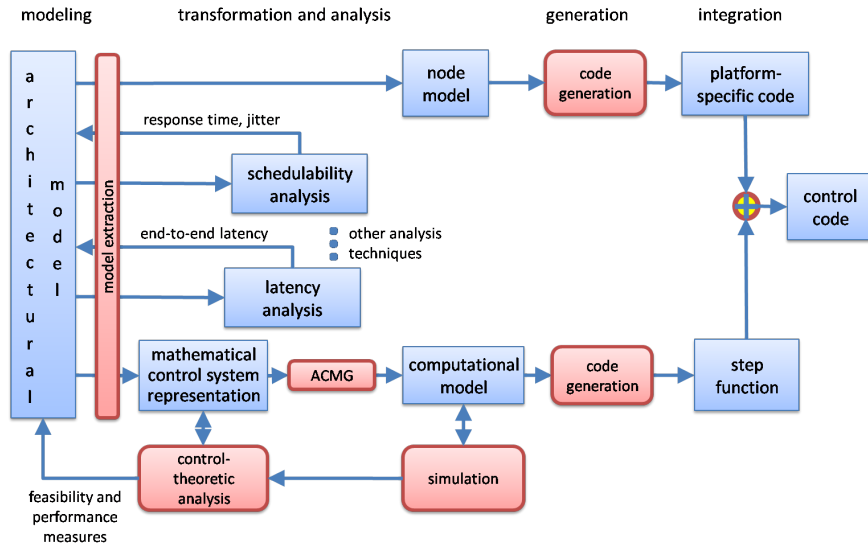 modeling
transformation and analysis
generation
integration
architectural
model
model extraction
node
model
code
generation
platform-
specific code
response time, jitter
schedulability
analysis
control
code
end-to-end latency
other analysis
techniques
latency
analysis
mathematical
control system
representation
ACMG
computational
model
code
generation
step
function
control-
theoretic
analysis
simulation
feasibility and
performance
measures